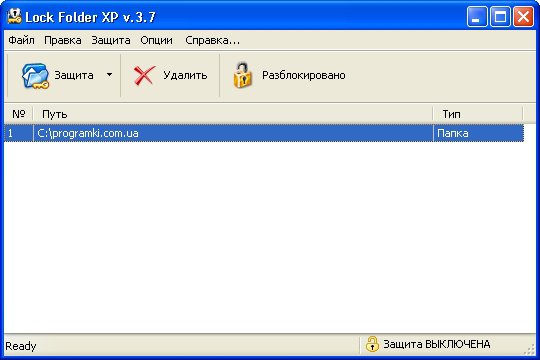 Lock Folder XP v.3.7
Файл Правка Защита Опции Справка...
Защита Удалить Разблокировано
№ Путь Тип
1 C:\programki.com.ua Папка
Ready Защита ВЫКЛЮЧЕНА